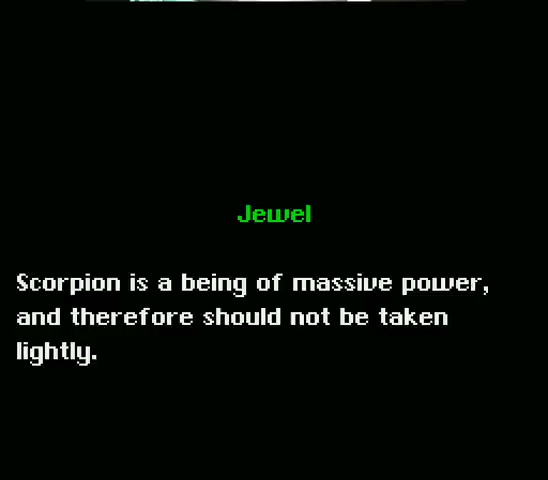 Jewel
Scorpion is a being of massive power,
and therefore should not be taken
lightly.